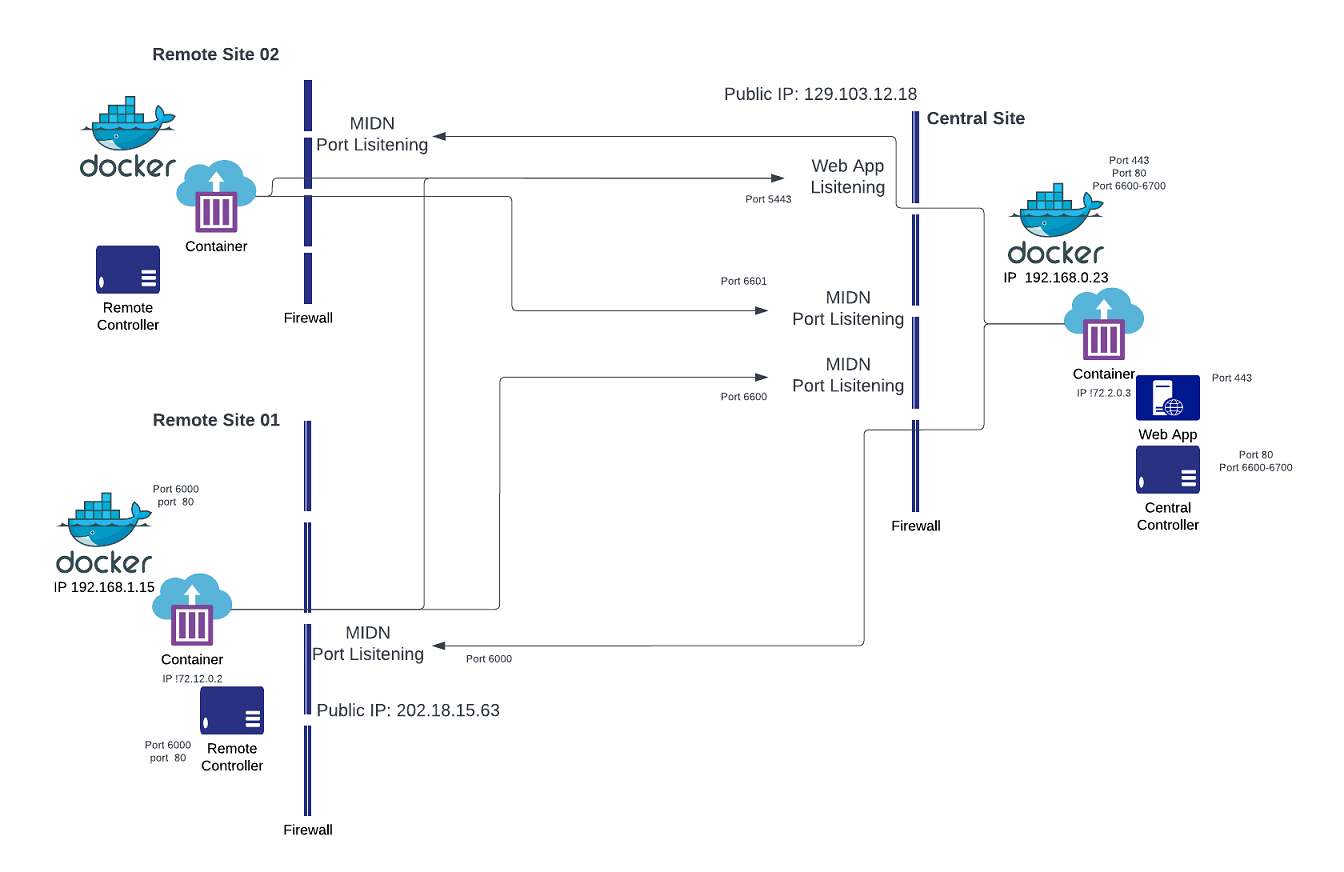 Remote Site 02
docker
Container
Remote
Controller
Firewall
MIDN
Port Lisitening
Public IP: 129.103.12.18
Central Site
Web App
Lisitening
Port 5443
Port 443
Port 80
Port 6600-6700
docker
IP  192.168.0.23
Port 6601
MIDN
Port Lisitening
MIDN
Port Lisitening
Port 6600
Container
IP !72.2.0.3
Port 443
Web App
Port 80
Port 6600-6700
Central
Controller
Firewall
Remote Site 01
Port 6000
port  80
docker
IP 192.168.1.15
Container
IP !72.12.0.2
MIDN
Port Lisitening
Port 6000
Public IP: 202.18.15.63
Port 6000
port  80
Remote
Controller
Firewall